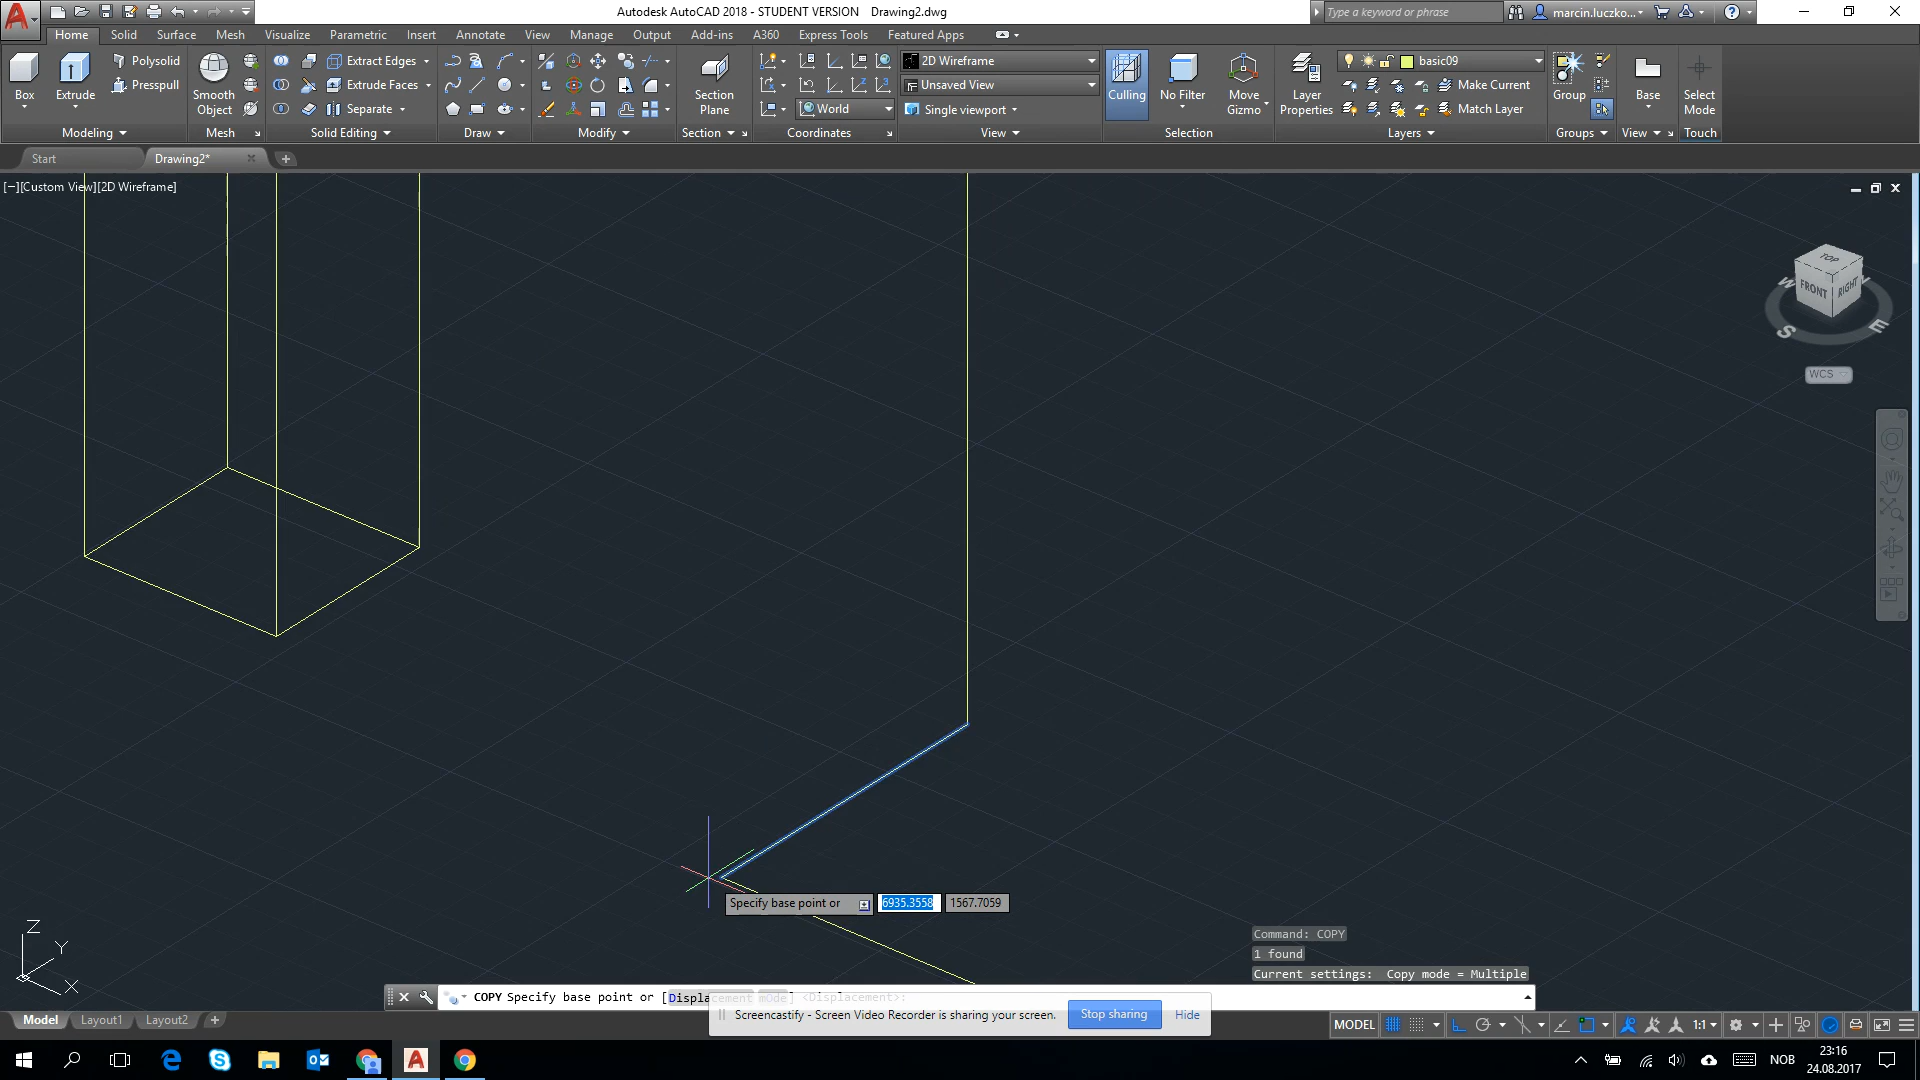 Autodesk AutoCAD 2018 - STUDENT VERSION Drawing2.dwg
Type a keyword or phrase
marcin.luczko...
Home Solid Surface Mesh Visualize Parametric Insert Annotate View Manage Output Add-ins A360 Express Tools Featured Apps
Box
Extrude
Polysolid
Presspull
Smooth
Object
Extract Edges
Extrude Faces
Separate
Section
Plane
World
2D Wireframe
Unsaved View
Single viewport
Culling
No Filter
Move
Gizmo
Layer
Properties
basic09
Make Current
Match Layer
Group
Base
Select
Mode
Modeling Mesh Solid Editing Draw Modify Section Coordinates View Selection Layers Groups View Touch
Start
Drawing2*
[−][Custom View][2D Wireframe]
TOP
FRONT
RIGHT
W
S
E
WCS
Specify base point or
6935.3558
1567.7059
Z
Y
X
Command: COPY
1 found
Current settings: Copy mode = Multiple
COPY Specify base point or [Displacement mOde] <Displacement>:
Screencastify - Screen Video Recorder is sharing your screen.
Stop sharing
Hide
Model
Layout1
Layout2
MODEL
1:1
NOB
23:16
24.08.2017